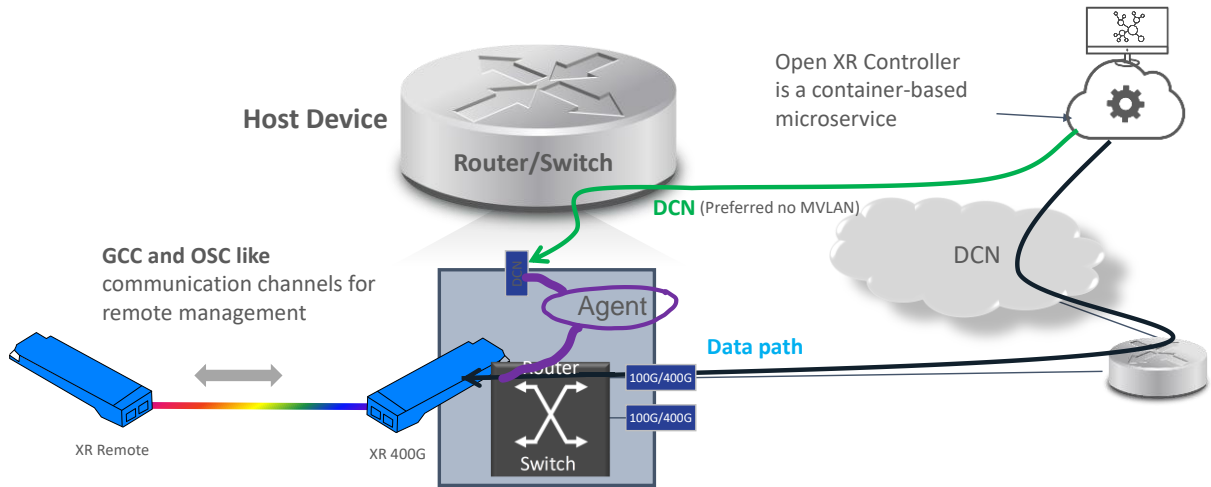 Open XR Controller
is a container-based
microservice
Host Device
Router/Switch
DCN (Preferred no MVLAN)
DCN
GCC and OSC like
communication channels for
remote management
DCN
Agent
Data path
Router
100G/400G
100G/400G
Switch
XR Remote
XR 400G